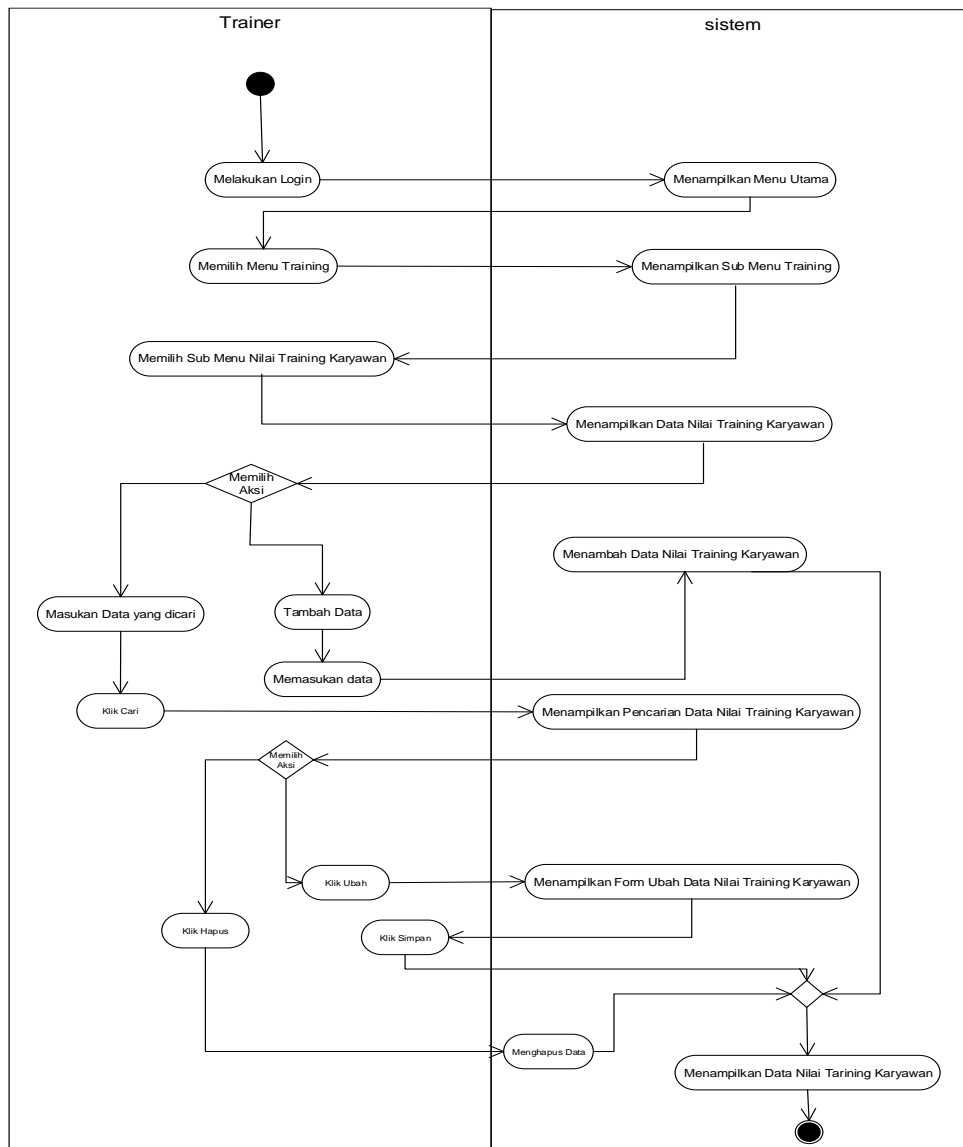 Trainer
sistem
Melakukan Login
Menampilkan Menu Utama
Memilih Menu Training
Menampilkan Sub Menu Training
Memilih Sub Menu Nilai Training Karyawan
Menampilkan Data Nilai Training Karyawan
Memilih
Aksi
Menambah Data Nilai Training Karyawan
Masukan Data yang dicari
Tambah Data
Memasukan data
Klik Cari
Menampilkan Pencarian Data Nilai Training Karyawan
Memilih
Aksi
Klik Ubah
Menampilkan Form Ubah Data Nilai Training Karyawan
Klik Hapus
Klik Simpan
Menghapus Data
Menampilkan Data Nilai Tarining Karyawan